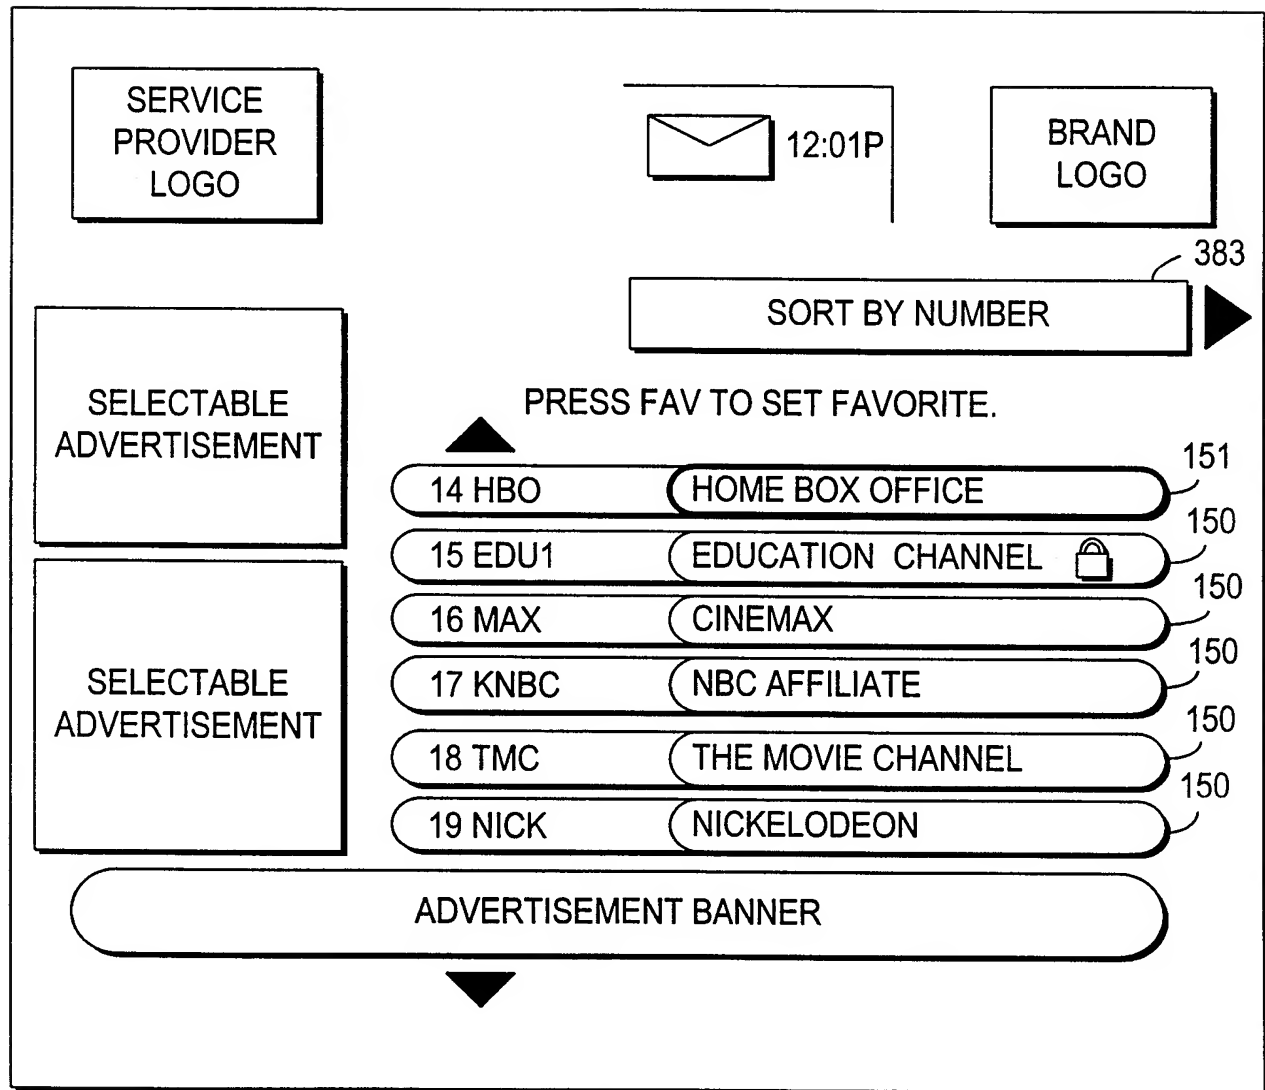 SERVICE
PROVIDER
LOGO
12:01P
BRAND
LOGO
383
SORT BY NUMBER
SELECTABLE
ADVERTISEMENT
PRESS FAV TO SET FAVORITE.
14 HBO HOME BOX OFFICE 151
15 EDU1 EDUCATION CHANNEL 150
16 MAX CINEMAX 150
17 KNBC NBC AFFILIATE 150
18 TMC THE MOVIE CHANNEL 150
19 NICK NICKELODEON 150
SELECTABLE
ADVERTISEMENT
ADVERTISEMENT BANNER